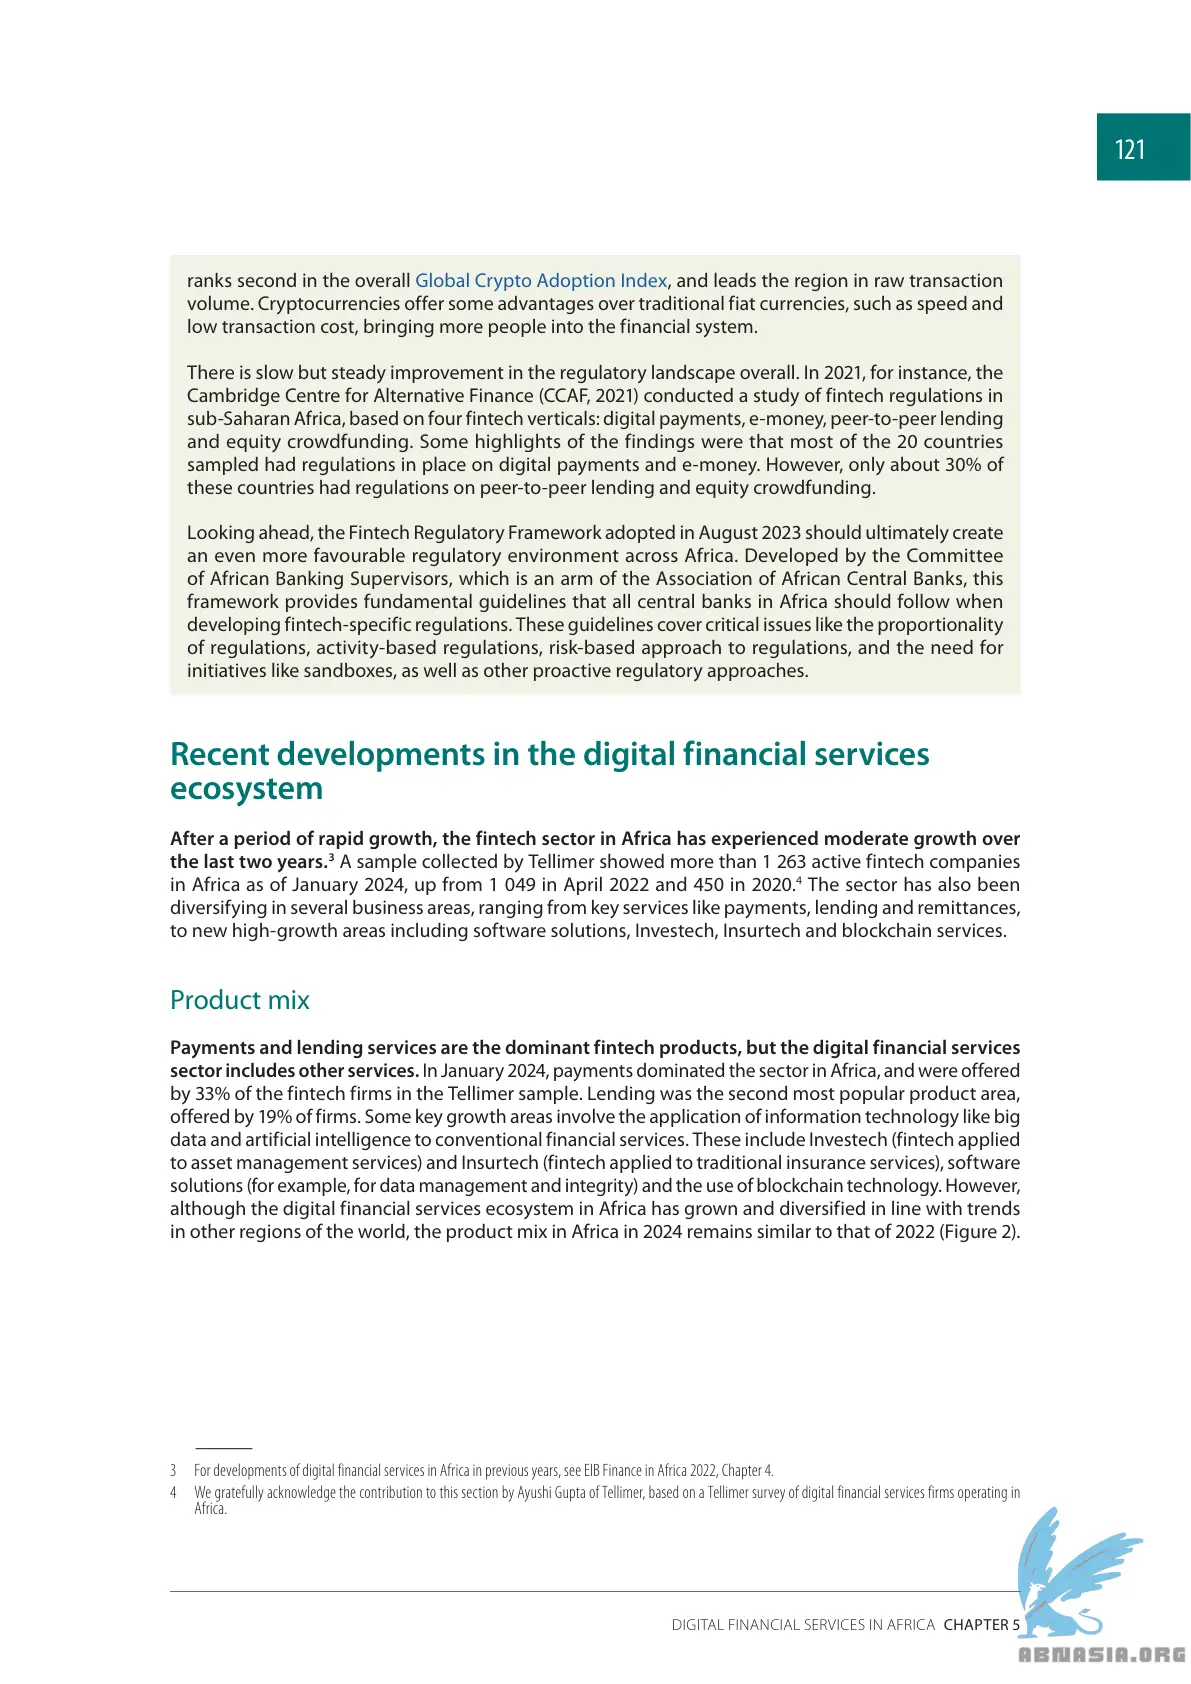 121
ranks second in the overall Global Crypto Adoption Index, and leads the region in raw transaction
volume. Cryptocurrencies offer some advantages over traditional fiat currencies, such as speed and
low transaction cost, bringing more people into the financial system.
There is slow but steady improvement in the regulatory landscape overall. In 2021, for instance, the
Cambridge Centre for Alternative Finance (CCAF, 2021) conducted a study of fintech regulations in
sub-Saharan Africa, based on four fintech verticals: digital payments, e-money, peer-to-peer lending
and equity crowdfunding. Some highlights of the findings were that most of the 20 countries
sampled had regulations in place on digital payments and e-money. However, only about 30% of
these countries had regulations on peer-to-peer lending and equity crowdfunding.
Looking ahead, the Fintech Regulatory Framework adopted in August 2023 should ultimately create
an even more favourable regulatory environment across Africa. Developed by the Committee
of African Banking Supervisors, which is an arm of the Association of African Central Banks, this
framework provides fundamental guidelines that all central banks in Africa should follow when
developing fintech-specific regulations. These guidelines cover critical issues like the proportionality
of regulations, activity-based regulations, risk-based approach to regulations, and the need for
initiatives like sandboxes, as well as other proactive regulatory approaches.
Recent developments in the digital financial services
ecosystem
After a period of rapid growth, the fintech sector in Africa has experienced moderate growth over
the last two years.³ A sample collected by Tellimer showed more than 1 263 active fintech companies
in Africa as of January 2024, up from 1 049 in April 2022 and 450 in 2020.⁴ The sector has also been
diversifying in several business areas, ranging from key services like payments, lending and remittances,
to new high-growth areas including software solutions, Investech, Insurtech and blockchain services.
Product mix
Payments and lending services are the dominant fintech products, but the digital financial services
sector includes other services. In January 2024, payments dominated the sector in Africa, and were offered
by 33% of the fintech firms in the Tellimer sample. Lending was the second most popular product area,
offered by 19% of firms. Some key growth areas involve the application of information technology like big
data and artificial intelligence to conventional financial services. These include Investech (fintech applied
to asset management services) and Insurtech (fintech applied to traditional insurance services), software
solutions (for example, for data management and integrity) and the use of blockchain technology. However,
although the digital financial services ecosystem in Africa has grown and diversified in line with trends
in other regions of the world, the product mix in Africa in 2024 remains similar to that of 2022 (Figure 2).
3 For developments of digital financial services in Africa in previous years, see EIB Finance in Africa 2022, Chapter 4.
4 We gratefully acknowledge the contribution to this section by Ayushi Gupta of Tellimer, based on a Tellimer survey of digital financial services firms operating in
Africa.
DIGITAL FINANCIAL SERVICES IN AFRICA CHAPTER 5
ABNASIA.ORG